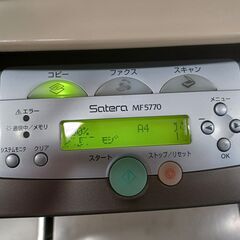 コピー
ファクス
スキャン
エラー
Satera MF5770
メニュー
通信中/メモリ
A4
モジ
OK
システムモニタ
クリア
スタート
ストップ/リセット